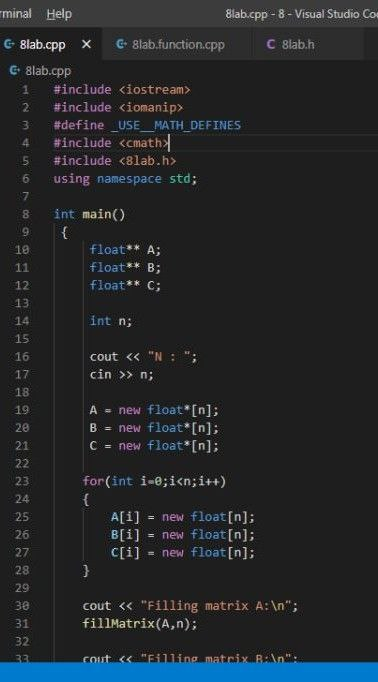 rminal Help 8lab.cpp - 8 - Visual Studio Co
8lab.cpp × 8lab.function.cpp C 8lab.h
8lab.cpp
1 #include <iostream>
2 #include <iomanip>
3 #define _USE__MATH_DEFINES
4 #include <cmath>
5 #include <8lab.h>
6 using namespace std;
7
8 int main()
9 {
10 float** A;
11 float** B;
12 float** C;
13
14 int n;
15
16 cout << "N : ";
17 cin >> n;
18
19 A = new float*[n];
20 B = new float*[n];
21 C = new float*[n];
22
23 for(int i=0;i<n;i++)
24 {
25 A[i] = new float[n];
26 B[i] = new float[n];
27 C[i] = new float[n];
28 }
29
30 cout << "Filling matrix A:\n";
31 fillMatrix(A,n);
32
33 cout << "Filling matrix B:\n";